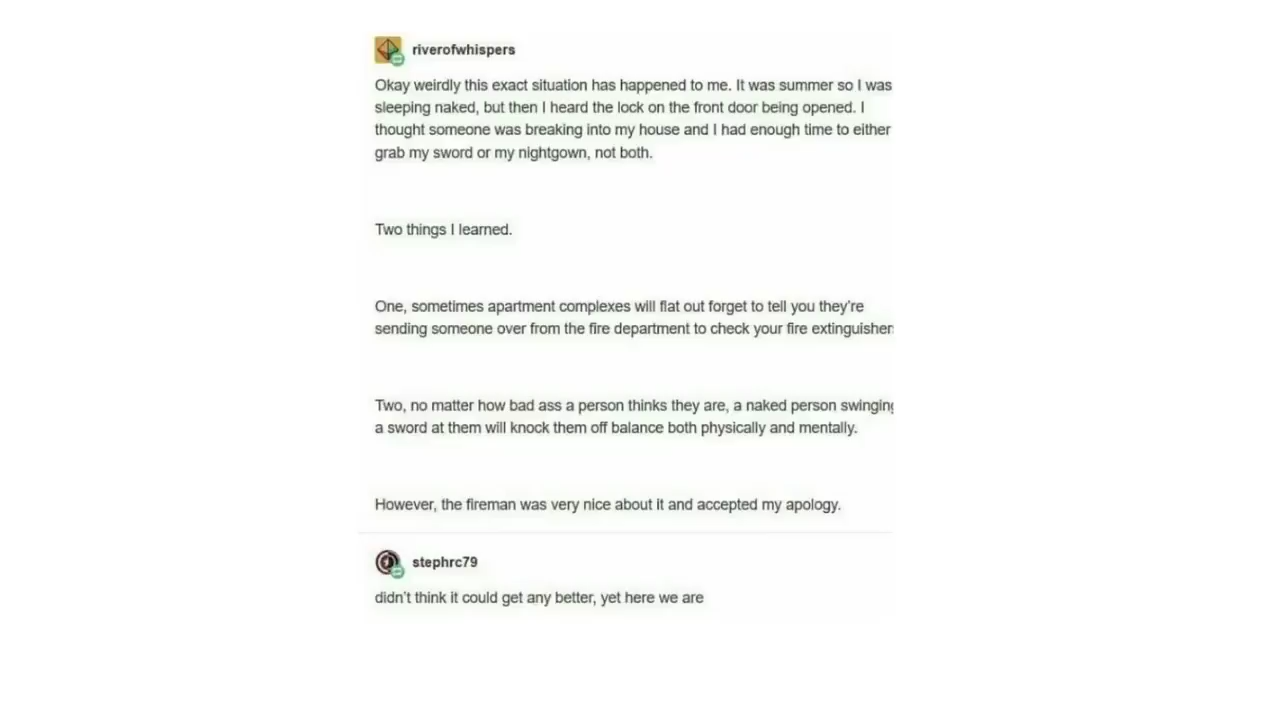 riverofwhispers
Okay weirdly this exact situation has happened to me. It was summer so I was
sleeping naked, but then I heard the lock on the front door being opened. I
thought someone was breaking into my house and I had enough time to either
grab my sword or my nightgown, not both.
Two things I learned.
One, sometimes apartment complexes will flat out forget to tell you they're
sending someone over from the fire department to check your fire extinguisher
Two, no matter how bad ass a person thinks they are, a naked person swinging
a sword at them will knock them off balance both physically and mentally.
However, the fireman was very nice about it and accepted my apology.
stephrc79
didn't think it could get any better, yet here we are